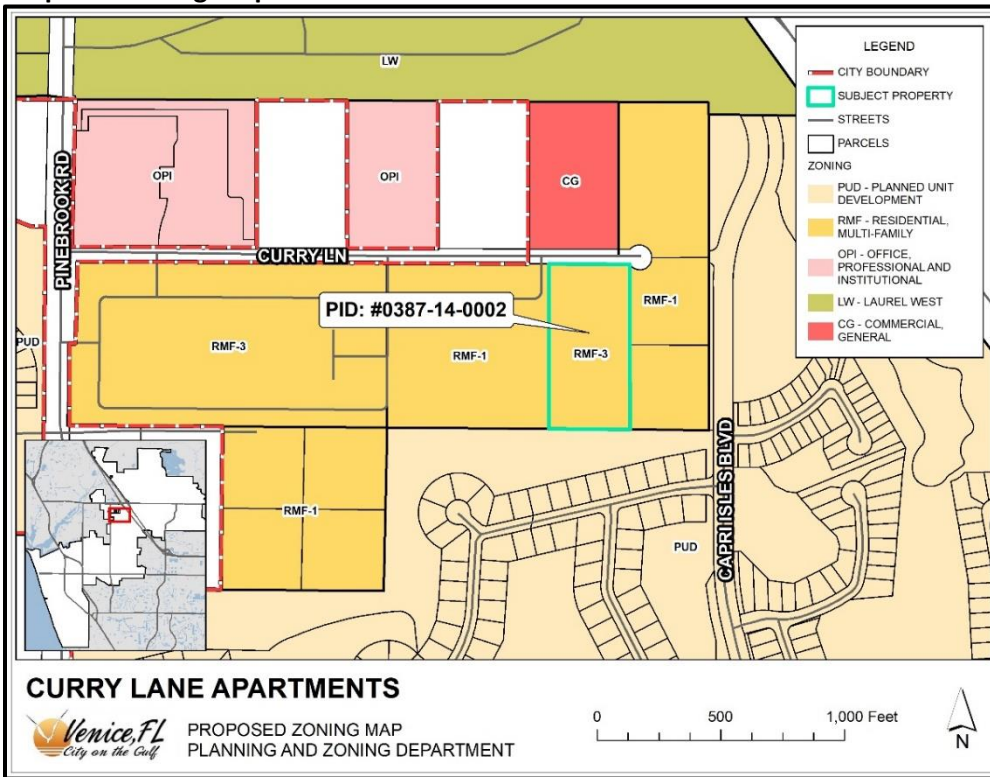 LW
LEGEND
CITY BOUNDARY
SUBJECT PROPERTY
STREETS
PARCELS
ZONING
PUD - PLANNED UNIT
DEVELOPMENT
RMF - RESIDENTIAL,
MULTI-FAMILY
OPI - OFFICE,
PROFESSIONAL AND
INSTITUTIONAL
LW - LAUREL WEST
CG - COMMERCIAL,
GENERAL
OPI
OPI
CG
PINEBROOK RD
CURRY LN
PID: #0387-14-0002
RMF-1
PUD
RMF-3
RMF-1
RMF-3
RMF-1
PUD
CAPRI ISLES BLVD
CURRY LANE APARTMENTS
Venice, FL
City on the Gulf
PROPOSED ZONING MAP
PLANNING AND ZONING DEPARTMENT
0 500 1,000 Feet
N